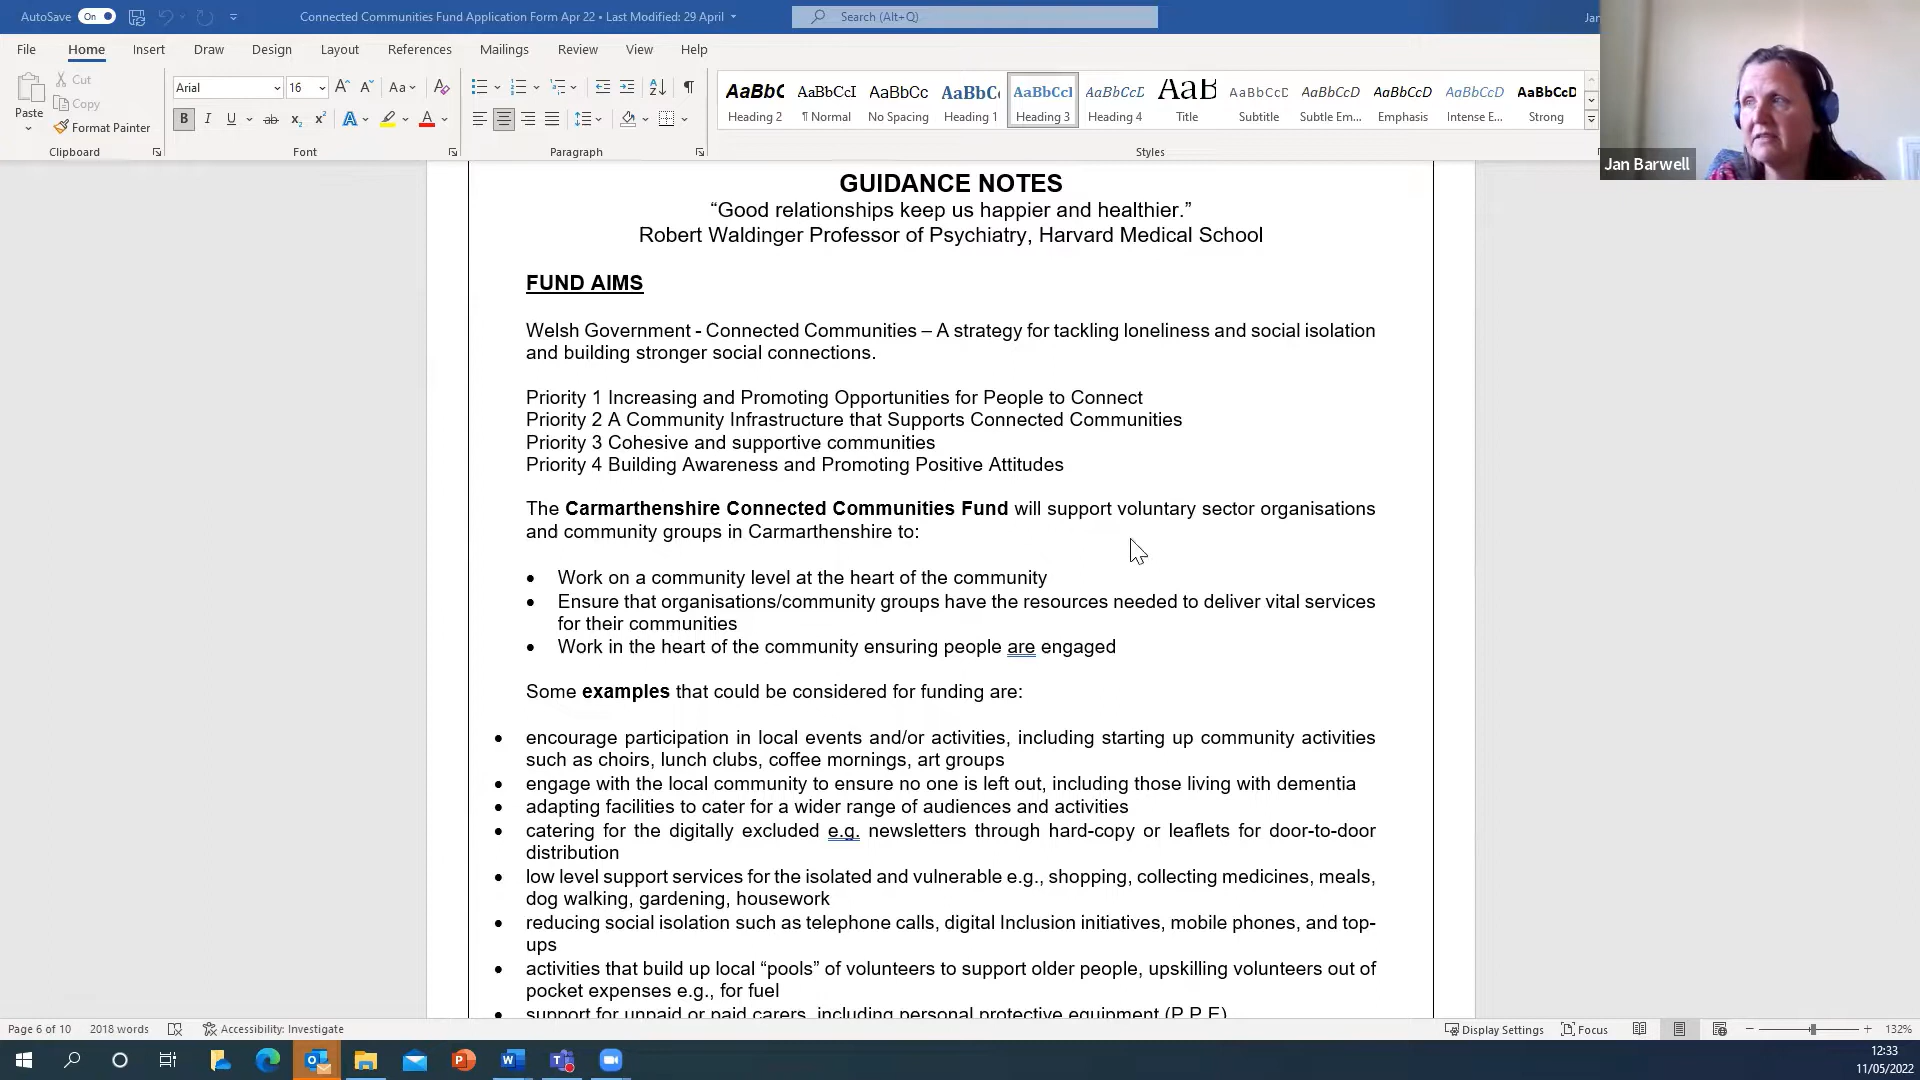 AutoSave On Connected Communities Fund Application Form Apr 22 • Last Modified: 29 April Search (Alt+Q) Jan
File Home Insert Draw Design Layout References Mailings Review View Help
Paste Cut Copy Format Painter
Arial 16
AaBbC AaBbCcI AaBbCc AaBbCc AaBbCcI AaBbCcD AaB AaBbCcD AaBbCcD AaBbCcD AaBbCcD AaBbCcD
Heading 2 ¶ Normal No Spacing Heading 1 Heading 3 Heading 4 Title Subtitle Subtle Em... Emphasis Intense E... Strong
Clipboard Font Paragraph Styles
Jan Barwell
GUIDANCE NOTES
“Good relationships keep us happier and healthier.”
Robert Waldinger Professor of Psychiatry, Harvard Medical School
FUND AIMS
Welsh Government - Connected Communities – A strategy for tackling loneliness and social isolation
and building stronger social connections.
Priority 1 Increasing and Promoting Opportunities for People to Connect
Priority 2 A Community Infrastructure that Supports Connected Communities
Priority 3 Cohesive and supportive communities
Priority 4 Building Awareness and Promoting Positive Attitudes
The Carmarthenshire Connected Communities Fund will support voluntary sector organisations
and community groups in Carmarthenshire to:
• Work on a community level at the heart of the community
• Ensure that organisations/community groups have the resources needed to deliver vital services
for their communities
• Work in the heart of the community ensuring people are engaged
Some examples that could be considered for funding are:
• encourage participation in local events and/or activities, including starting up community activities
such as choirs, lunch clubs, coffee mornings, art groups
• engage with the local community to ensure no one is left out, including those living with dementia
• adapting facilities to cater for a wider range of audiences and activities
• catering for the digitally excluded e.g. newsletters through hard-copy or leaflets for door-to-door
distribution
• low level support services for the isolated and vulnerable e.g., shopping, collecting medicines, meals,
dog walking, gardening, housework
• reducing social isolation such as telephone calls, digital Inclusion initiatives, mobile phones, and top-
ups
• activities that build up local “pools” of volunteers to support older people, upskilling volunteers out of
pocket expenses e.g., for fuel
• support for unpaid or paid carers, including personal protective equipment (P.P.E)
Page 6 of 10 2018 words Accessibility: Investigate Display Settings Focus 132%
12:33
11/05/2022